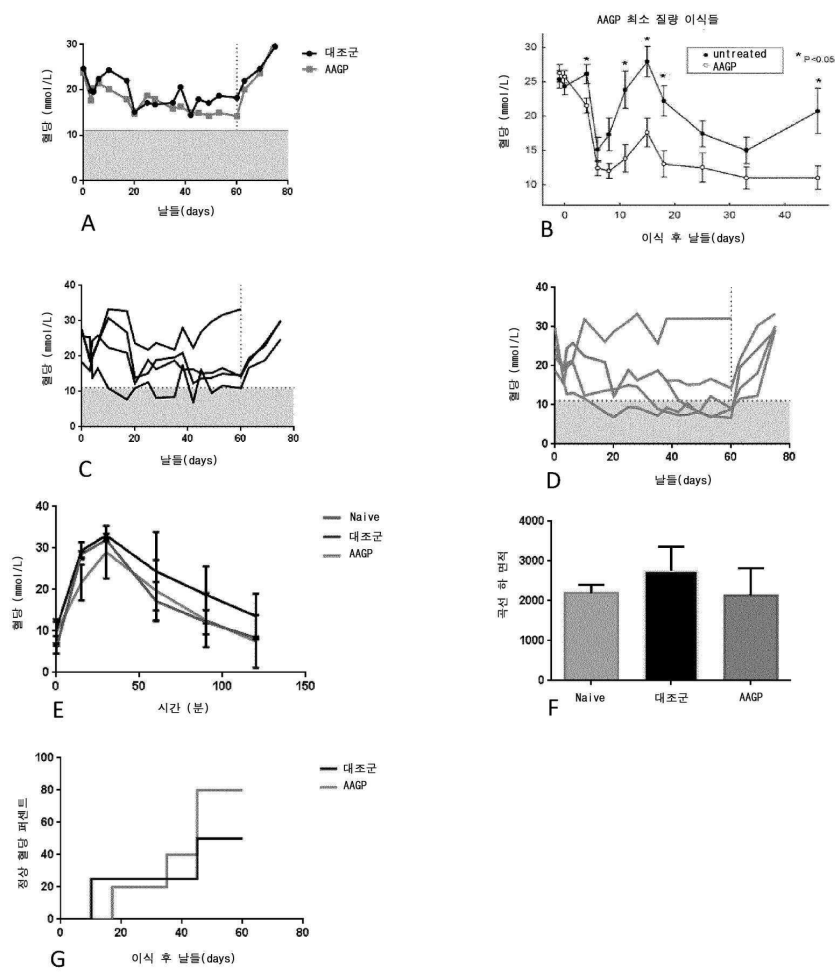 30
20
10
0
혈당 (mmol/L)
0 20 40 60 80
날들(days)
대조군
AAGP
A
AAGP 최소 질량 이식들
30
25
20
15
10
혈당 (mmol/L)
0 10 20 30 40
이식 후 날들(days)
untreated
AAGP
* P<0.05
* * * * *
B
40
30
20
10
0
혈당 (mmol/L)
0 20 40 60 80
날들(days)
C
40
30
20
10
0
혈당 (mmol/L)
0 20 40 60 80
날들(days)
D
40
30
20
10
0
혈당 (mmol/L)
0 50 100 150
시간 (분)
Naive
대조군
AAGP
E
4000
3000
2000
1000
0
곡선 하 면적
Naive 대조군 AAGP
F
100
80
60
40
20
0
정상 혈당 퍼센트
0 20 40 60 80
이식 후 날들(days)
대조군
AAGP
G